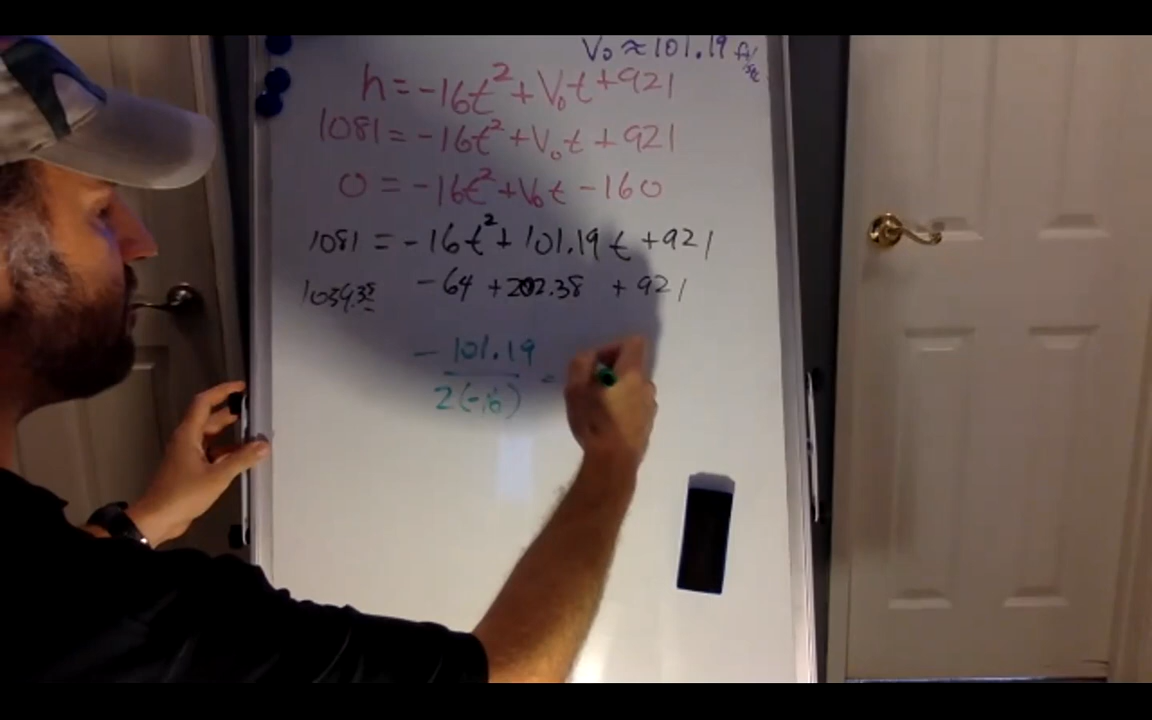 V₀ ≈ 101.19 ft/sec
h = -16t² + V₀t + 921
1081 = -16t² + V₀t + 921
0 = -16t² + V₀t - 160
1081 = -16t² + 101.19t + 921
1059.38 -64 + 202.38 + 921
- 101.19
2(-16) =